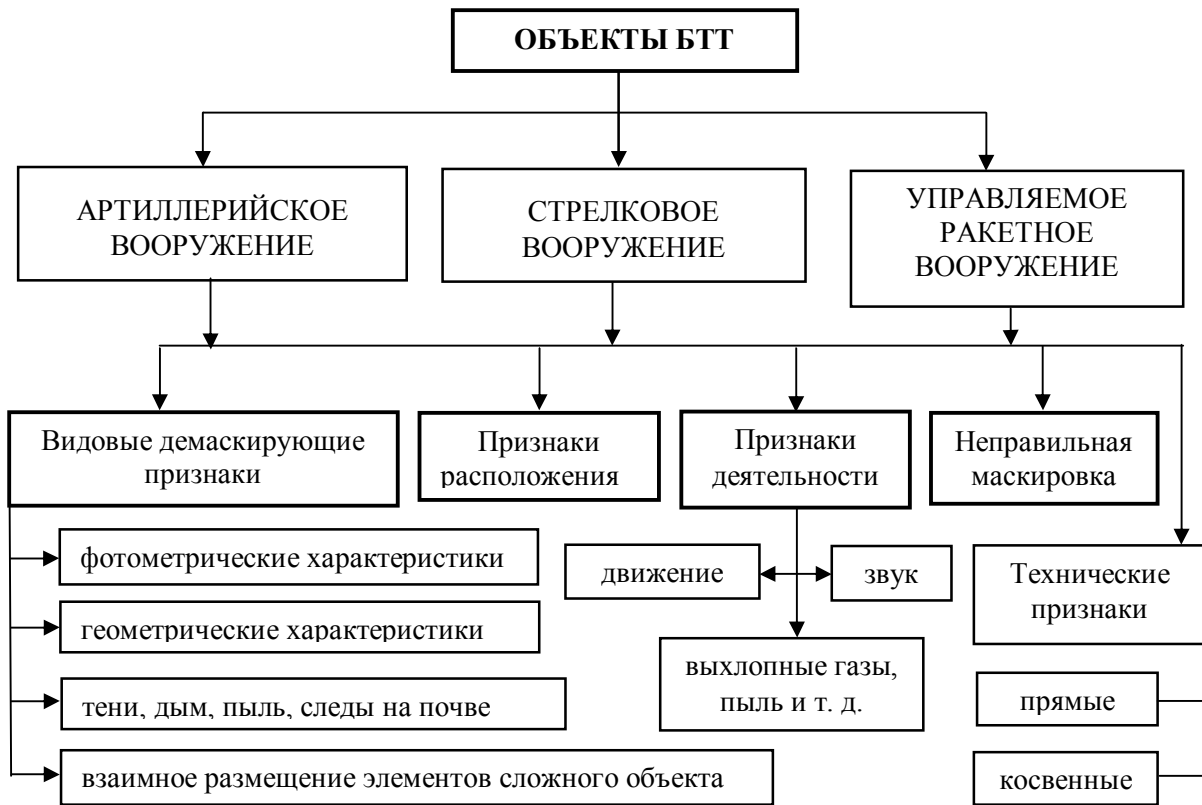 ОБЪЕКТЫ БТТ
АРТИЛЛЕРИЙСКОЕ
ВООРУЖЕНИЕ
СТРЕЛКОВОЕ
ВООРУЖЕНИЕ
УПРАВЛЯЕМОЕ
РАКЕТНОЕ
ВООРУЖЕНИЕ
Видовые демаскирующие
признаки
Признаки
расположения
Признаки
деятельности
Неправильная
маскировка
фотометрические характеристики
геометрические характеристики
тени, дым, пыль, следы на почве
взаимное размещение элементов сложного объекта
движение
звук
выхлопные газы,
пыль и т. д.
Технические
признаки
прямые
косвенные